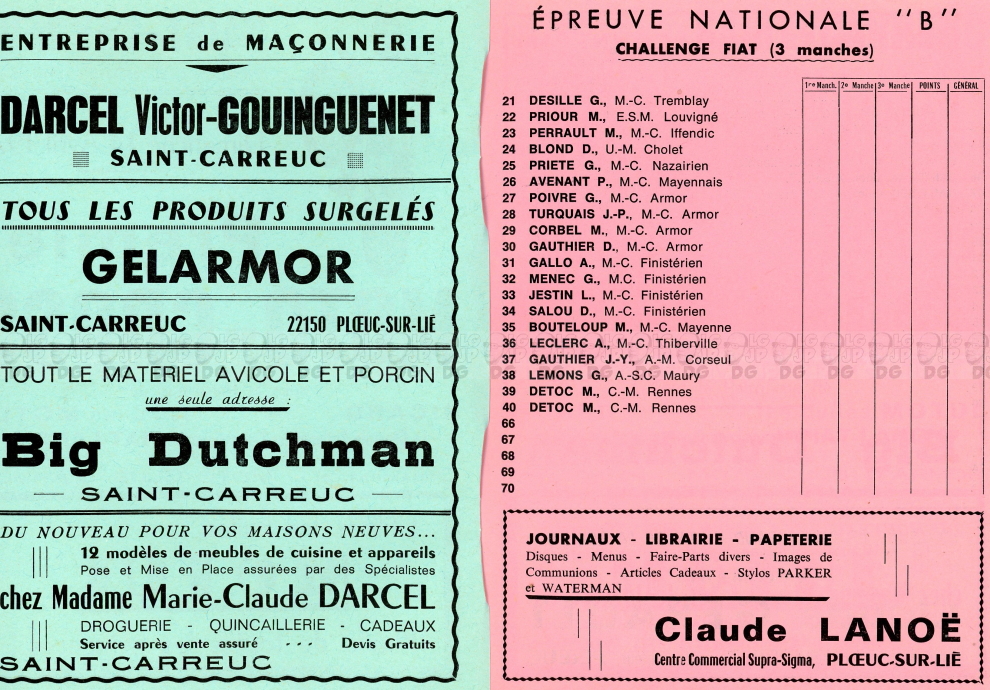 ENTREPRISE de MAÇONNERIE
DARCEL Victor-GOUINGUENET
SAINT-CARREUC
TOUS LES PRODUITS SURGELÉS
GELARMOR
SAINT-CARREUC 22150 PLŒUC-SUR-LIÉ
TOUT LE MATERIEL AVICOLE ET PORCIN
une seule adresse :
Big Dutchman
— SAINT-CARREUC —
DU NOUVEAU POUR VOS MAISONS NEUVES...
12 modèles de meubles de cuisine et appareils
Pose et Mise en Place assurées par des Spécialistes
chez Madame Marie-Claude DARCEL
DROGUERIE - QUINCAILLERIE - CADEAUX
Service après vente assuré - - - Devis Gratuits
SAINT-CARREUC
ÉPREUVE NATIONALE "B"
CHALLENGE FIAT (3 manches)
1re Manch. 2e Manche 3e Manche POINTS GÉNÉRAL
21 DESILLE G., M.-C. Tremblay
22 PRIOUR M., E.S.M. Louvigné
23 PERRAULT M., M.-C. Iffendic
24 BLOND D., U.-M. Cholet
25 PRIETE G., M.-C. Nazairien
26 AVENANT P., M.-C. Mayennais
27 POIVRE G., M.-C. Armor
28 TURQUAIS J.-P., M.-C. Armor
29 CORBEL M., M.-C. Armor
30 GAUTHIER D., M.-C. Armor
31 GALLO A., M.-C. Finistérien
32 MENEC G., M.C. Finistérien
33 JESTIN L., M.-C. Finistérien
34 SALOU D., M.-C. Finistérien
35 BOUTELOUP M., M.-C. Mayenne
36 LECLERC A., M.-C. Thiberville
37 GAUTHIER J.-Y., A.-M. Corseul
38 LEMONS G., A.-S.C. Maury
39 DETOC M., C.-M. Rennes
40 DETOC M., C.-M. Rennes
66
67
68
69
70
JOURNAUX - LIBRAIRIE - PAPETERIE
Disques - Menus - Faire-Parts divers - Images de
Communions - Articles Cadeaux - Stylos PARKER
et WATERMAN
Claude LANOË
Centre Commercial Supra-Sigma, PLŒUC-SUR-LIÉ